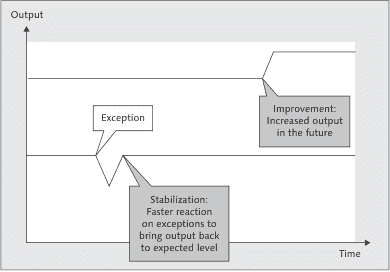 Output
Exception
Improvement:
Increased output
in the future
Stabilization:
Faster reaction
on exceptions to
bring output back
to expected level
Time